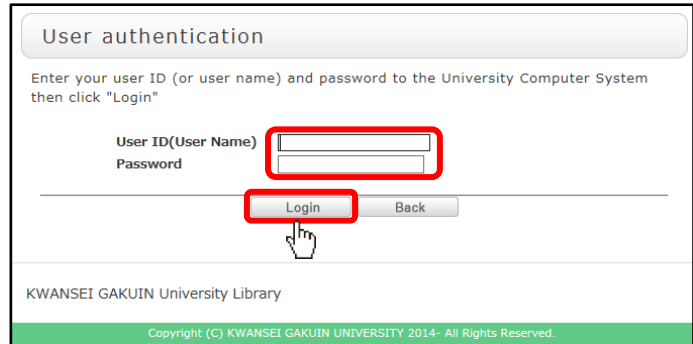 User authentication
Enter your user ID (or user name) and password to the University Computer System
then click "Login"
User ID(User Name)
Password
Login Back
KWANSEI GAKUIN University Library
Copyright (C) KWANSEI GAKUIN UNIVERSITY 2014- All Rights Reserved.